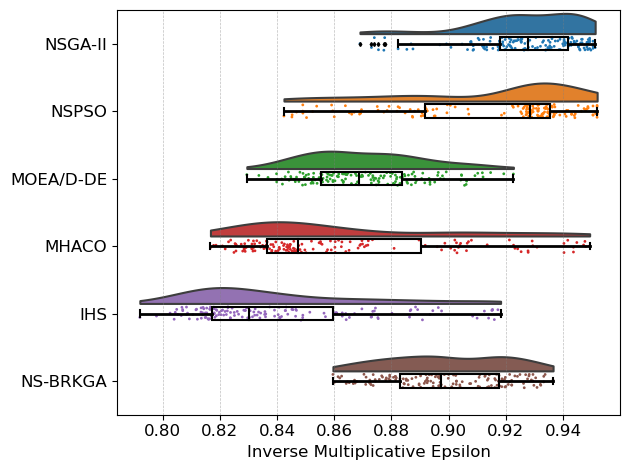 NSGA-II
NSPSO
MOEA/D-DE
MHACO
IHS
NS-BRKGA
0.80 0.82 0.84 0.86 0.88 0.90 0.92 0.94
Inverse Multiplicative Epsilon